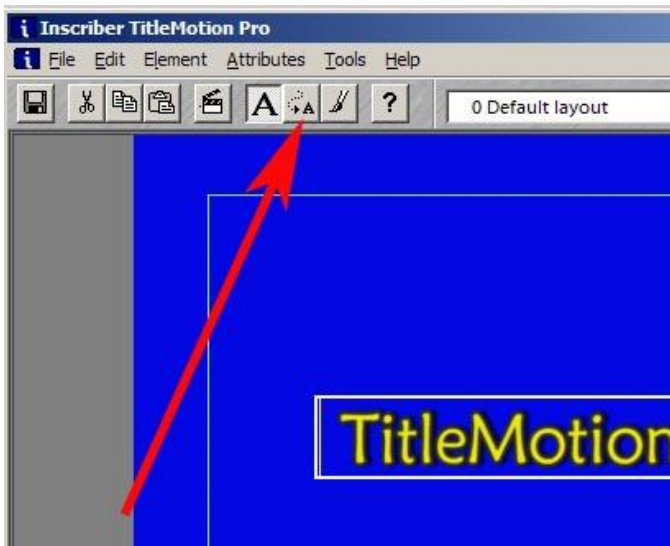 i Inscriber TitleMotion Pro
i File Edit Element Attributes Tools Help
A A ? 0 Default layout
TitleMotion